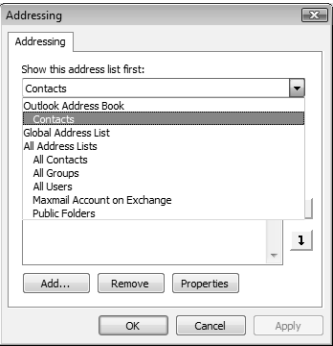 Addressing
Addressing
Show this address list first:
Contacts
Outlook Address Book
Contacts
Global Address List
All Address Lists
All Contacts
All Groups
All Users
Maxmail Account on Exchange
Public Folders
Add...
Remove
Properties
OK
Cancel
Apply